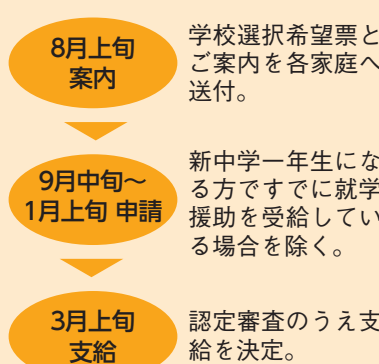 8月上旬
案内
学校選択希望票と
ご案内を各家庭へ
送付。
9月中旬～
1月上旬 申請
新中学一年生にな
る方ですでに就学
援助を受給してい
る場合を除く。
3月上旬
支給
認定審査のうえ支
給を決定。